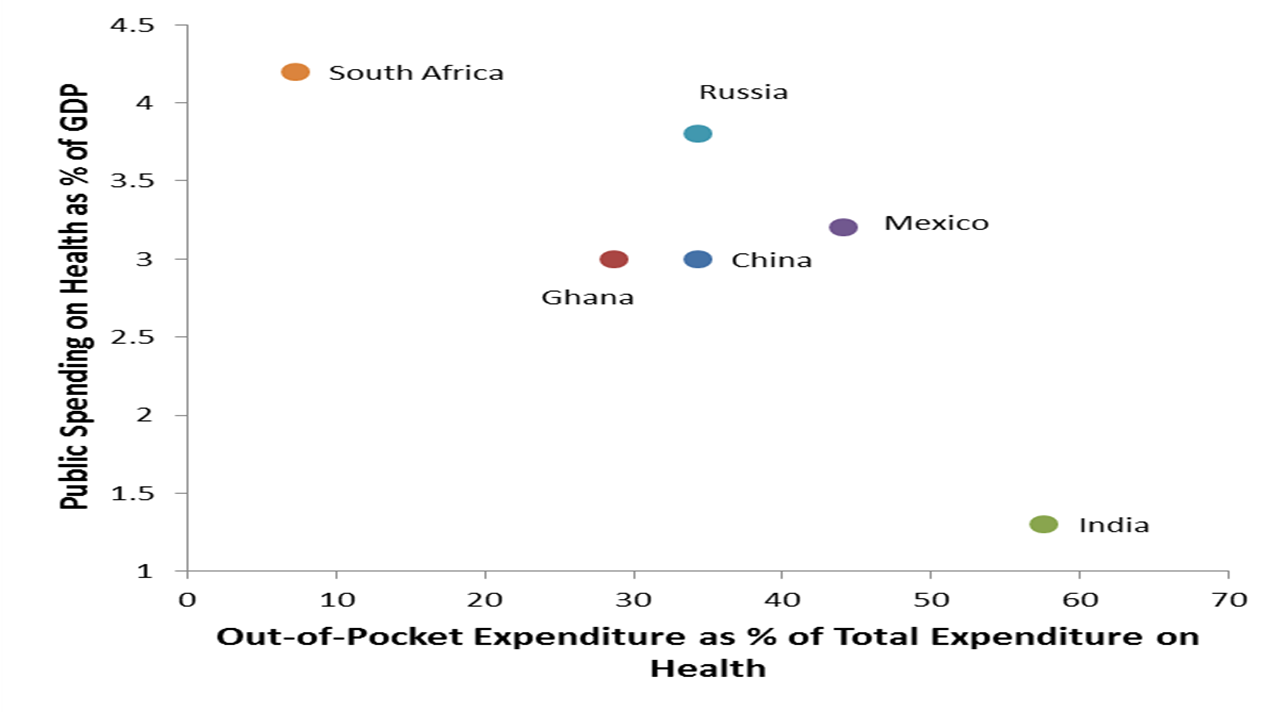 Public Spending on Health as % of GDP
4.5
4
3.5
3
2.5
2
1.5
1
South Africa
Russia
Mexico
China
Ghana
India
0 10 20 30 40 50 60 70
Out-of-Pocket Expenditure as % of Total Expenditure on
Health